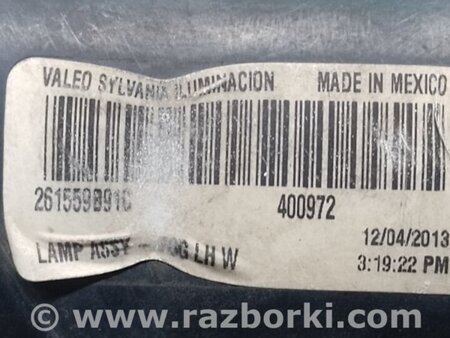 VALEO SYLVANIA ILUMINACION MADE IN MEXICO
261559B91C 400972
12/04/2013
LAMP ASSY LH W 3:19:22 PM
www.razborki.com